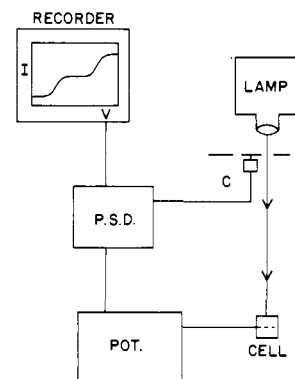 RECORDER
I
V
LAMP
C
P.S.D.
POT.
CELL